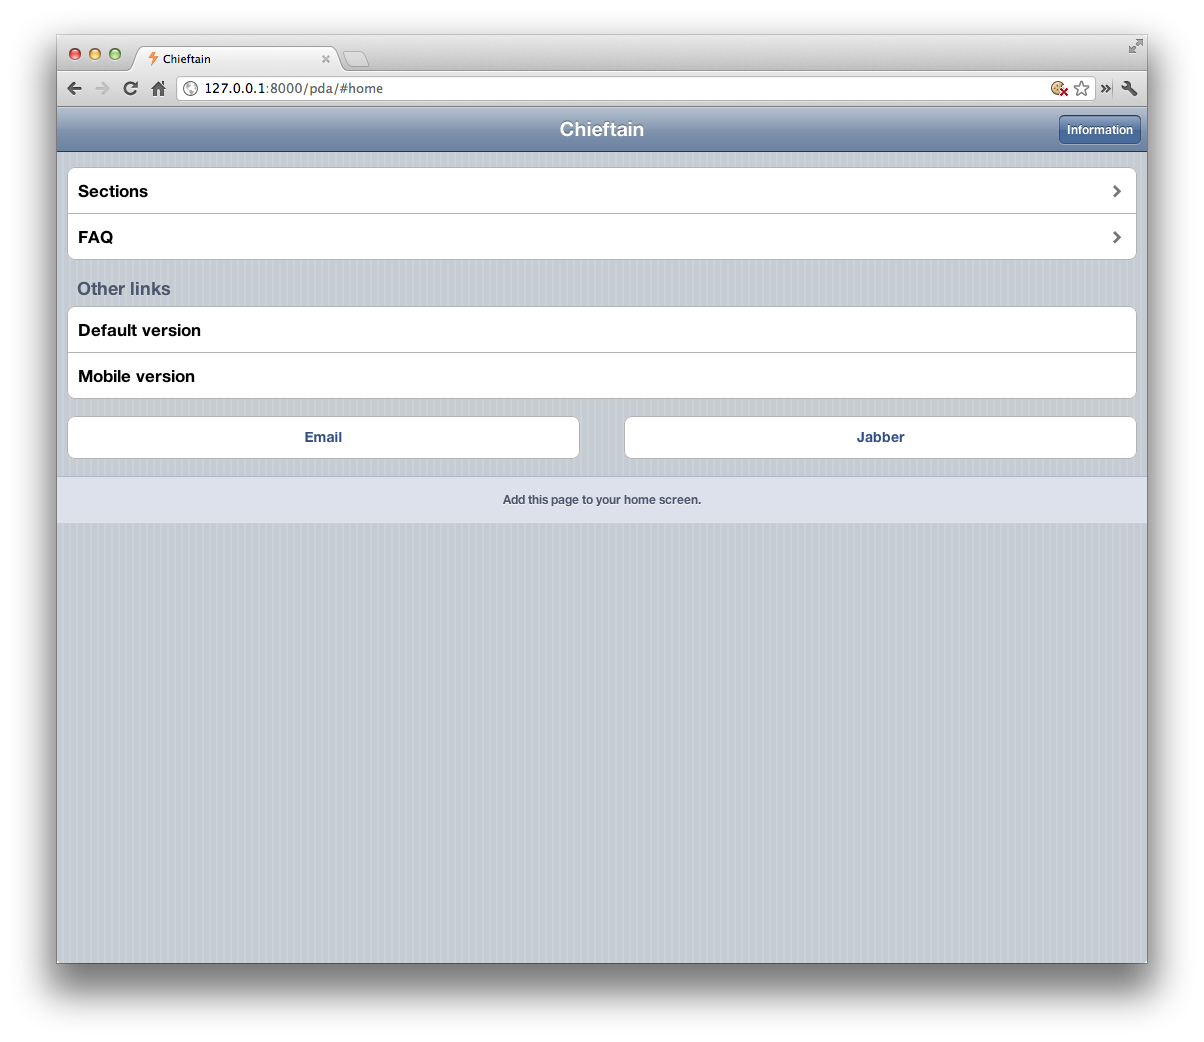 Chieftain
127.0.0.1:8000/pda/#home
Chieftain
Information
Sections
FAQ
Other links
Default version
Mobile version
Email
Jabber
Add this page to your home screen.